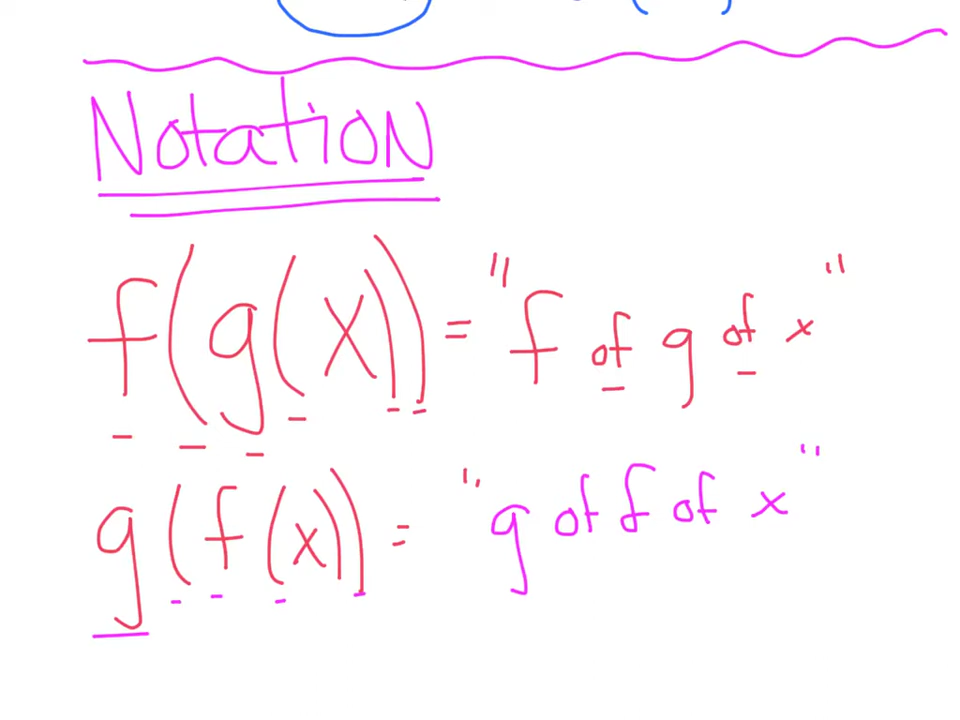 Notation
f(g(x)) = "f of g of x"
g(f(x)) = "g of f of x"